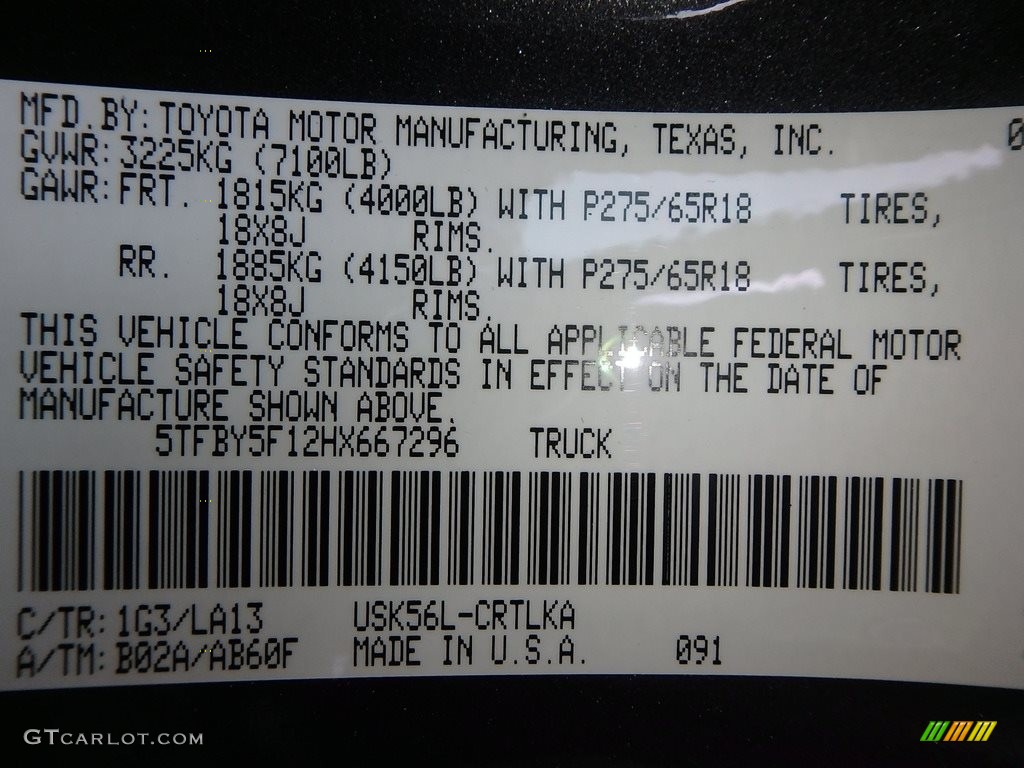 MFD.BY: TOYOTA MOTOR MANUFACTURING, TEXAS, INC. 0
GVWR: 3225KG (7100LB)
GAWR: FRT. 1815KG (4000LB) WITH P275/65R18 TIRES,
18X8J RIMS.
RR. 1885KG (4150LB) WITH P275/65R18 TIRES,
18X8J RIMS.
THIS VEHICLE CONFORMS TO ALL APPLICABLE FEDERAL MOTOR
VEHICLE SAFETY STANDARDS IN EFFECT ON THE DATE OF
MANUFACTURE SHOWN ABOVE.
5TFBY5F12HX667296 TRUCK
C/TR: 1G3/LA13 USK56L-CRTLKA
A/TM: B02A/AB60F MADE IN U.S.A. 091
GTCARLOT.COM